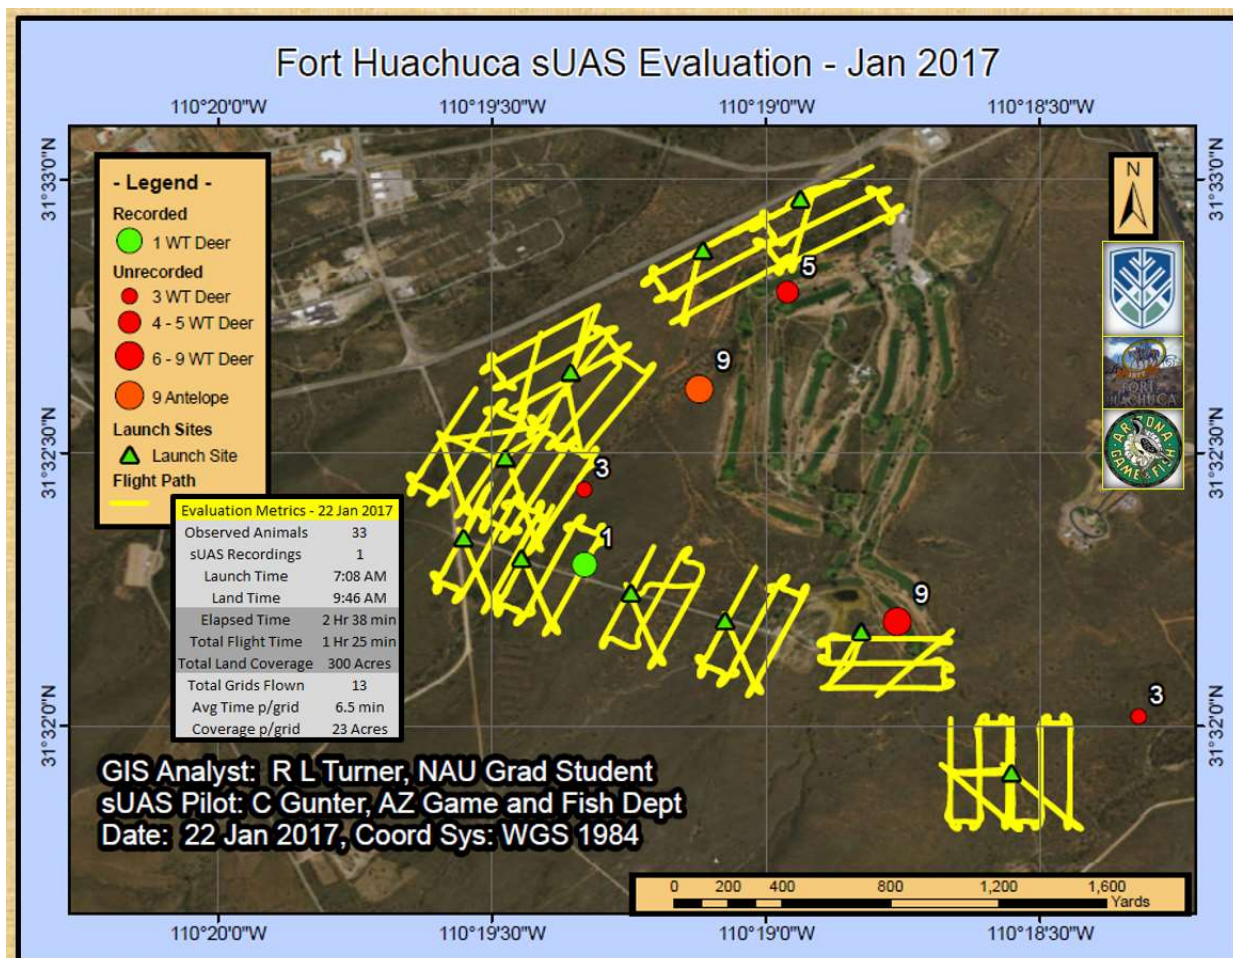 Fort Huachuca sUAS Evaluation - Jan 2017
110°20'0"W 110°19'30"W 110°19'0"W 110°18'30"W
31°33'0"N
31°32'30"N
31°32'0"N
31°33'0"N
31°32'30"N
31°32'0"N
- Legend -
Recorded
1 WT Deer
Unrecorded
3 WT Deer
4 - 5 WT Deer
6 - 9 WT Deer
9 Antelope
Launch Sites
Launch Site
Flight Path
N
FORT
HUACHUCA
ARIZONA
GAME & FISH
5
9
3
1
9
3
Evaluation Metrics - 22 Jan 2017
Observed Animals 33
sUAS Recordings 1
Launch Time 7:08 AM
Land Time 9:46 AM
Elapsed Time 2 Hr 38 min
Total Flight Time 1 Hr 25 min
Total Land Coverage 300 Acres
Total Grids Flown 13
Avg Time p/grid 6.5 min
Coverage p/grid 23 Acres
GIS Analyst: R L Turner, NAU Grad Student
sUAS Pilot: C Gunter, AZ Game and Fish Dept
Date: 22 Jan 2017, Coord Sys: WGS 1984
0 200 400 800 1,200 1,600
Yards
110°20'0"W 110°19'30"W 110°19'0"W 110°18'30"W